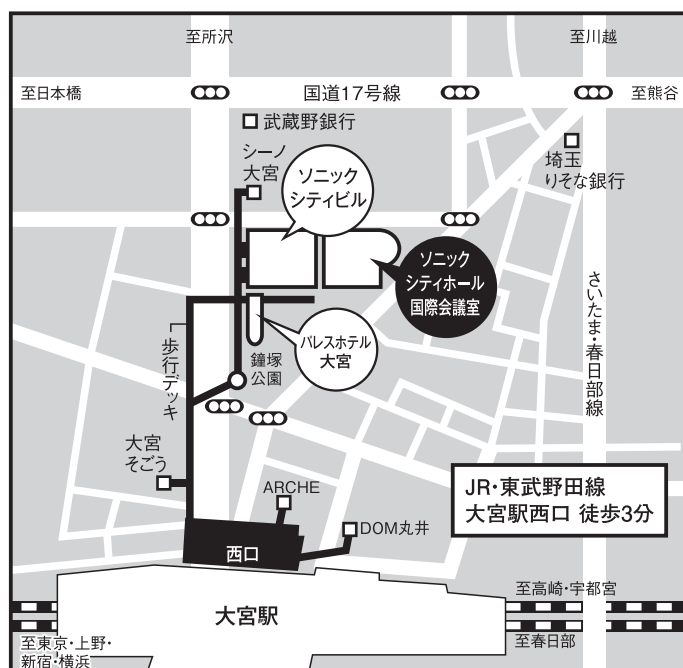 至所沢
至川越
至日本橋
国道17号線
至熊谷
武蔵野銀行
シーノ
大宮
埼玉
りそな銀行
ソニック
シティビル
ソニック
シティホール
国際会議室
さいたま・春日部線
パレスホテル
大宮
歩行デッキ
鐘塚
公園
大宮
そごう
ARCHE
DOM丸井
JR・東武野田線
大宮駅西口 徒歩3分
西口
大宮駅
至高崎・宇都宮
至春日部
至東京・上野・
新宿・横浜